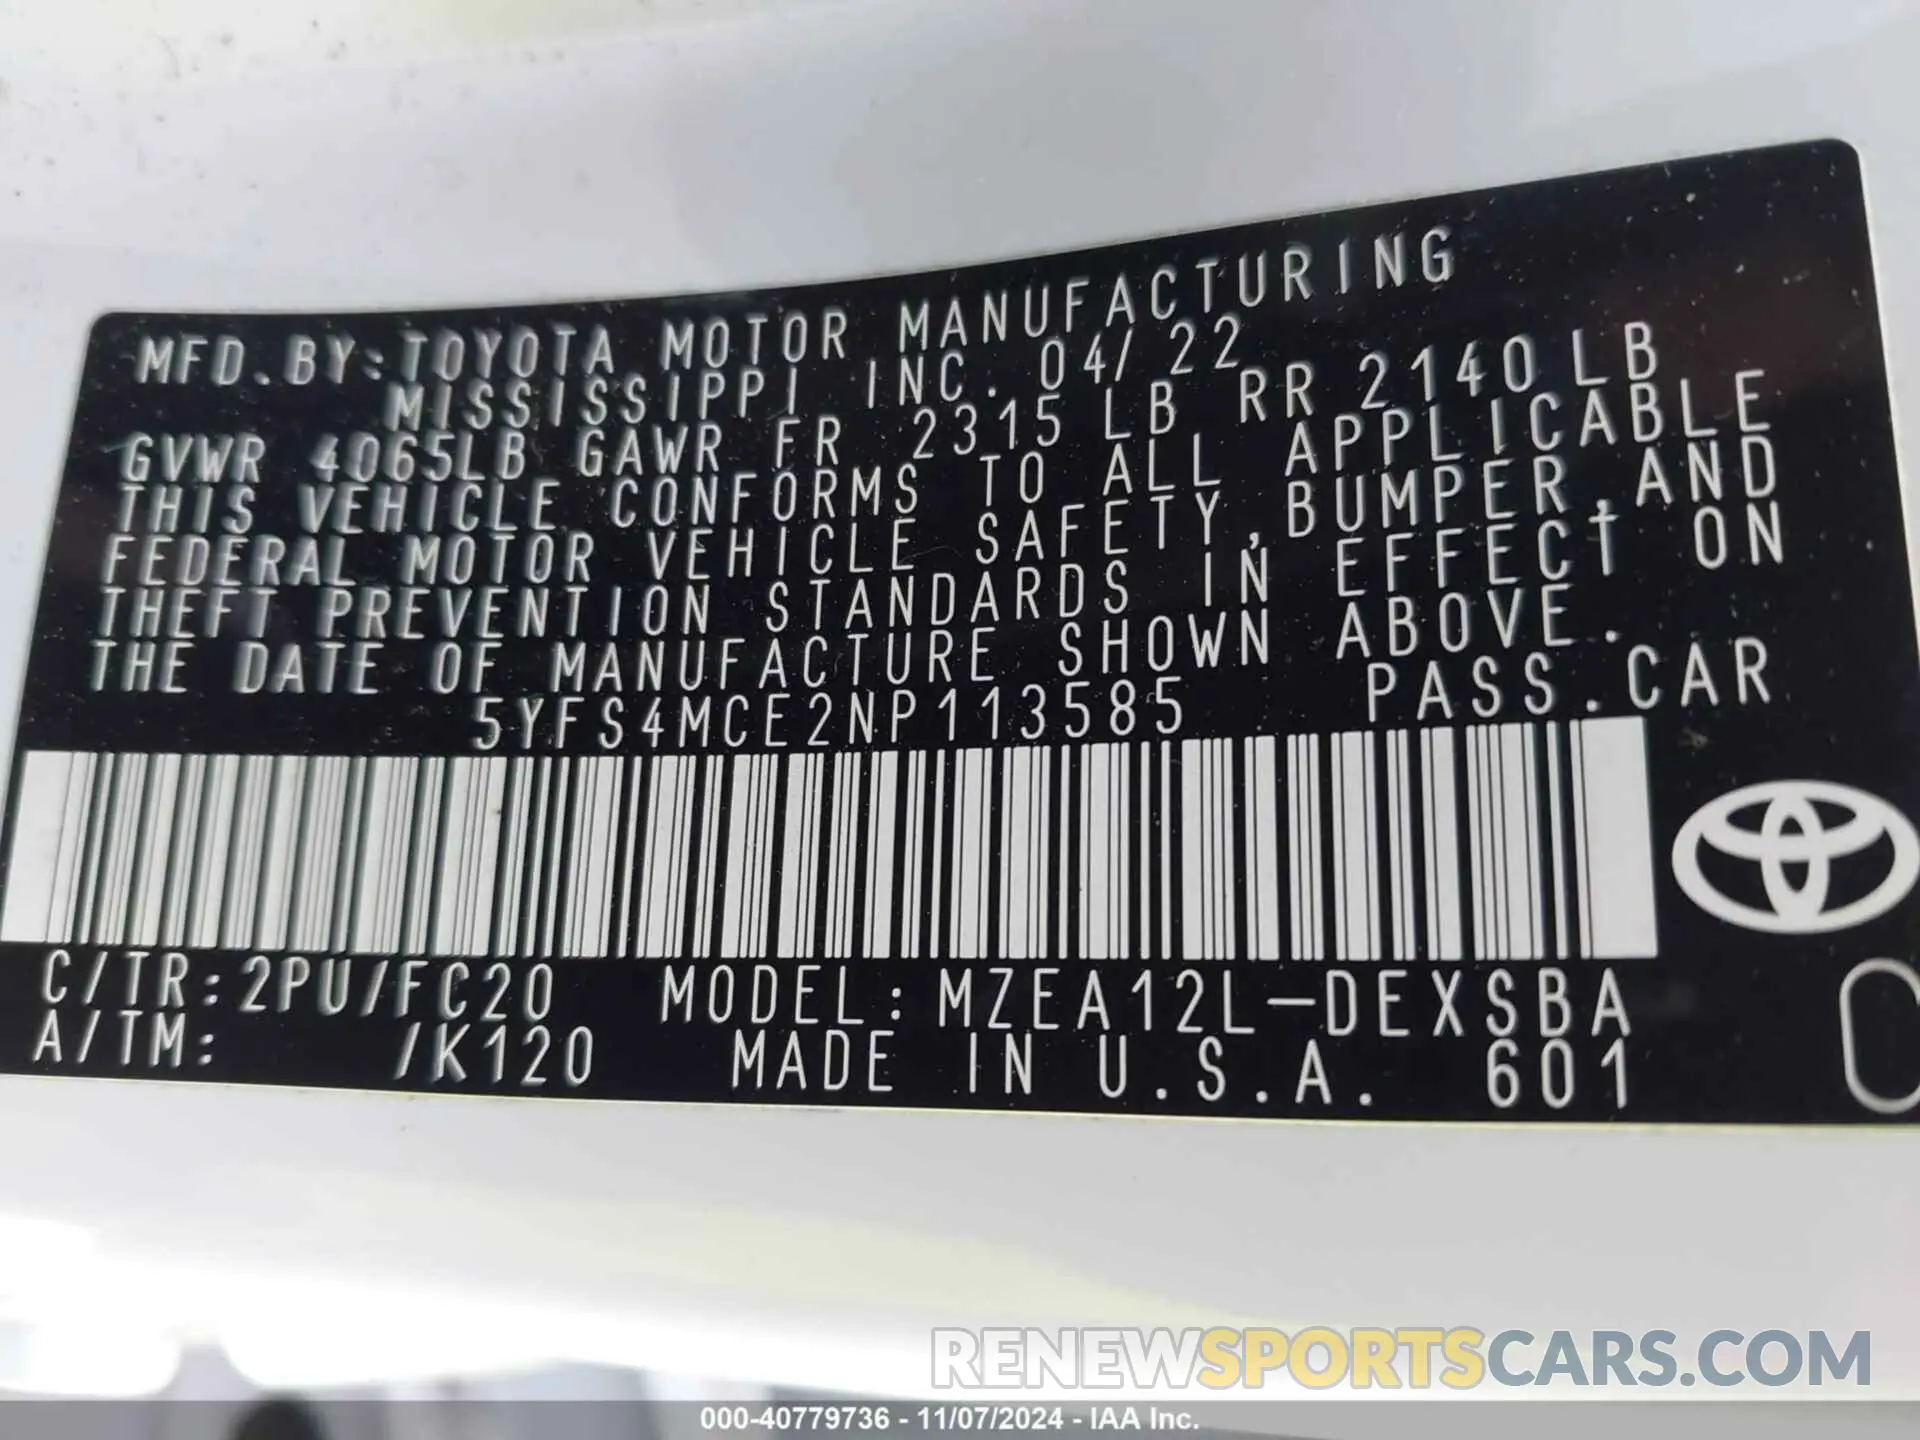 MFD.BY:TOYOTA MOTOR MANUFACTURING
MISSISSIPPI INC. 04/22
GVWR 4065LB GAWR FR 2315 LB RR 2140LB
THIS VEHICLE CONFORMS TO ALL APPLICABLE
FEDERAL MOTOR VEHICLE SAFETY,BUMPER,AND
THEFT PREVENTION STANDARDS IN EFFECT ON
THE DATE OF MANUFACTURE SHOWN ABOVE.
5YFS4MCE2NP113585 PASS.CAR
C/TR:2PU/FC20 MODEL:MZEA12L-DEXSBA
A/TM: /K120 MADE IN U.S.A. 601
RENEWSPORTSCARS.COM
000-40779736 - 11/07/2024 - IAA Inc.